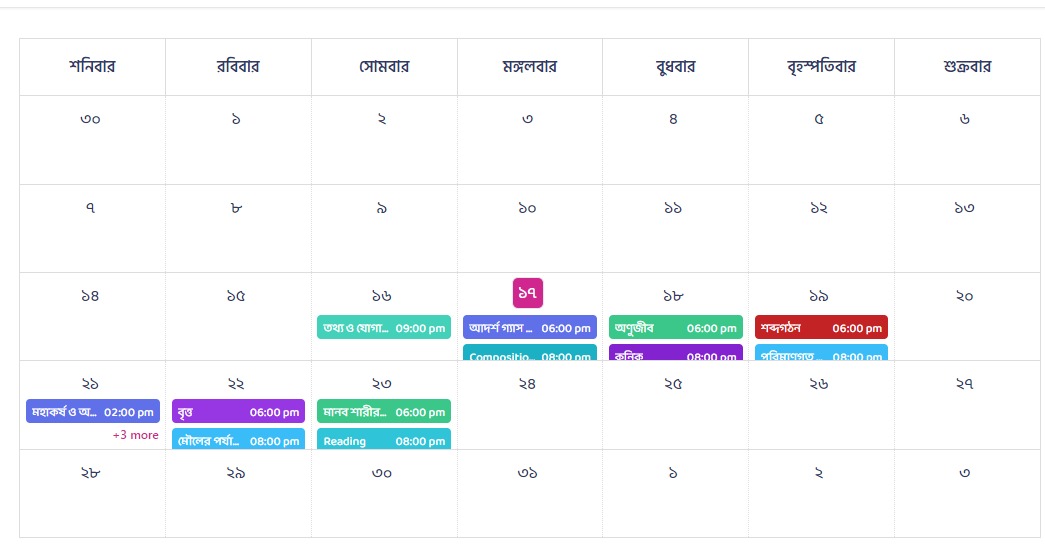 শনিবার রবিবার সোমবার মঙ্গলবার বুধবার বৃহস্পতিবার শুক্রবার
৩০ ১ ২ ৩ ৪ ৫ ৬
৭ ৮ ৯ ১০ ১১ ১২ ১৩
১৪ ১৫ ১৬ ১৭ ১৮ ১৯ ২০
তথ্য ও যোগা... 09:00 pm আদর্শ গ্যাস ... 06:00 pm অণুজীব 06:00 pm শব্দগঠন 06:00 pm
Compositio... 08:00 pm কনিক 08:00 pm পরিমাণগত ... 08:00 pm
২১ ২২ ২৩ ২৪ ২৫ ২৬ ২৭
মহাকর্ষ ও অ... 02:00 pm বৃত্ত 06:00 pm মানব শারীর... 06:00 pm
+3 more মৌলের পর্যা... 08:00 pm Reading 08:00 pm
২৮ ২৯ ৩০ ৩১ ১ ২ ৩